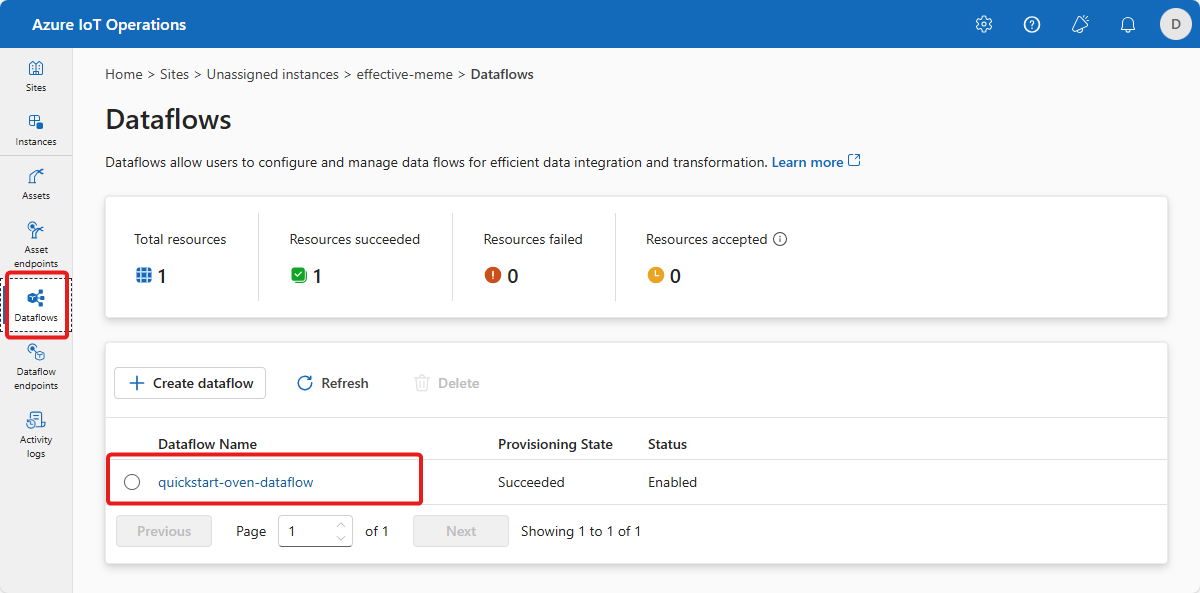 Azure IoT Operations
D
Sites
Instances
Assets
Asset
endpoints
Dataflows
Dataflow
endpoints
Activity
logs
Home > Sites > Unassigned instances > effective-meme > Dataflows
Dataflows
Dataflows allow users to configure and manage data flows for efficient data integration and transformation. Learn more
Total resources
1
Resources succeeded
1
Resources failed
0
Resources accepted
0
Create dataflow
Refresh
Delete
Dataflow Name Provisioning State Status
quickstart-oven-dataflow Succeeded Enabled
Previous Page 1 of 1 Next Showing 1 to 1 of 1